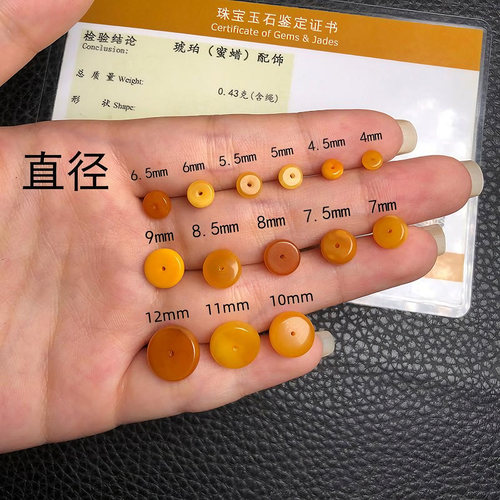 珠宝玉石鉴定证书
Certificate of Gems & Jades
检验结论
Conclusion:
琥珀（蜜蜡）配饰
总 质 量 Weight:
0.43克(含绳)
形 状 Shape:
直径
6.5mm 6mm 5.5mm 5mm 4.5mm 4mm
9mm 8.5mm 8mm 7.5mm 7mm
12mm 11mm 10mm